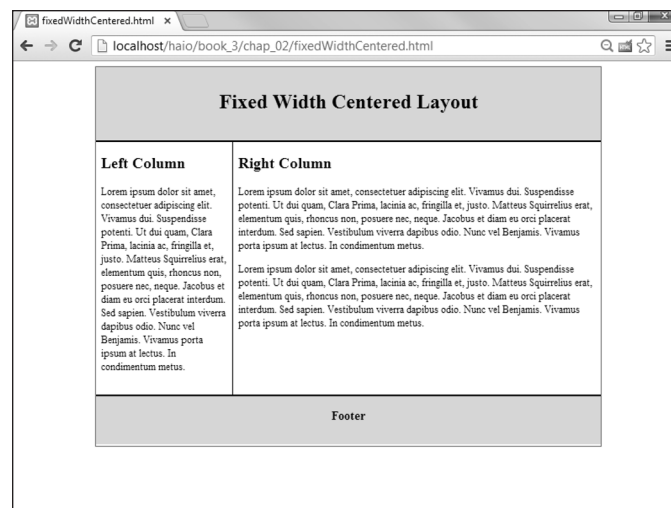 fixedWidthCentered.html
localhost/haio/book_3/chap_02/fixedWidthCentered.html
Fixed Width Centered Layout
Left Column
Lorem ipsum dolor sit amet,
consectetuer adipiscing elit.
Vivamus dui. Suspendisse
potenti. Ut dui quam, Clara
Prima, lacinia ac, fringilla et,
justo. Matteus Squirrelius erat,
elementum quis, rhoncus non,
posuere nec, neque. Jacobus et
diam eu orci placerat interdum.
Sed sapien. Vestibulum viverra
dapibus odio. Nunc vel
Benjamis. Vivamus porta
ipsum at lectus. In
condimentum metus.
Right Column
Lorem ipsum dolor sit amet, consectetuer adipiscing elit. Vivamus dui. Suspendisse
potenti. Ut dui quam, Clara Prima, lacinia ac, fringilla et, justo. Matteus Squirrelius erat,
elementum quis, rhoncus non, posuere nec, neque. Jacobus et diam eu orci placerat
interdum. Sed sapien. Vestibulum viverra dapibus odio. Nunc vel Benjamis. Vivamus
porta ipsum at lectus. In condimentum metus.
Lorem ipsum dolor sit amet, consectetuer adipiscing elit. Vivamus dui. Suspendisse
potenti. Ut dui quam, Clara Prima, lacinia ac, fringilla et, justo. Matteus Squirrelius erat,
elementum quis, rhoncus non, posuere nec, neque. Jacobus et diam eu orci placerat
interdum. Sed sapien. Vestibulum viverra dapibus odio. Nunc vel Benjamis. Vivamus
porta ipsum at lectus. In condimentum metus.
Footer